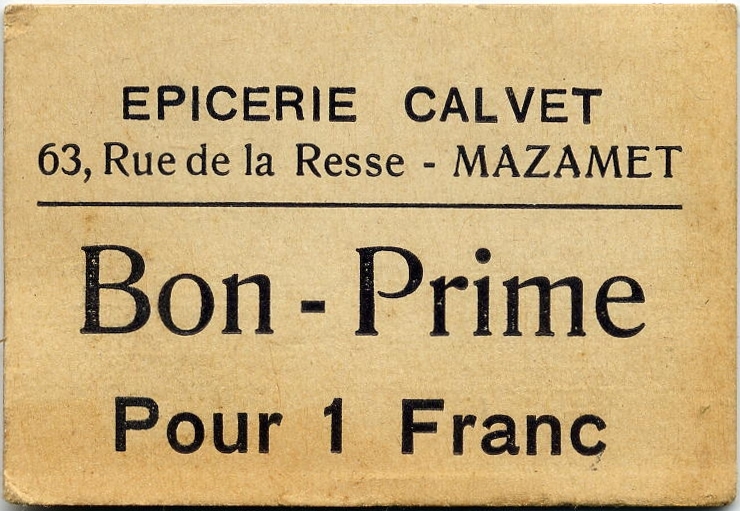 EPICERIE CALVET
63, Rue de la Resse - MAZAMET
Bon - Prime
Pour 1 Franc